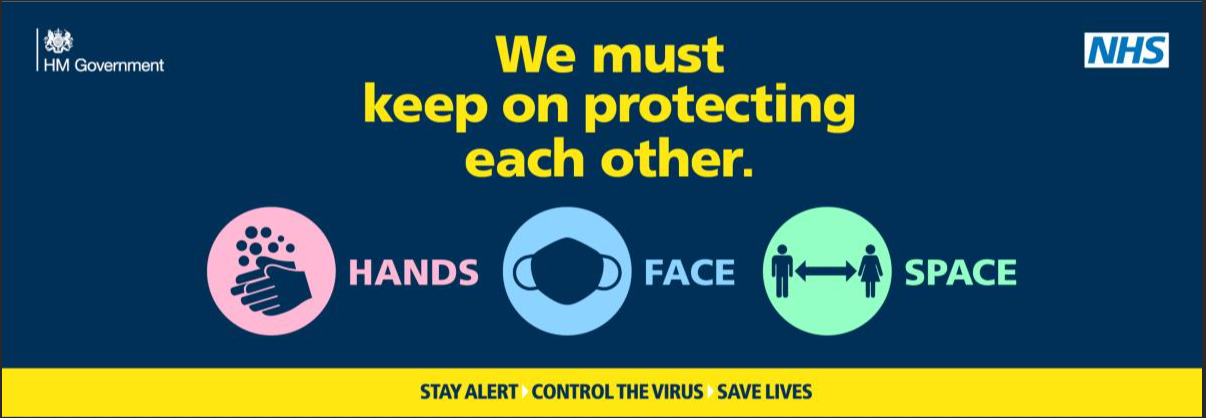 HM Government
NHS
We must
keep on protecting
each other.
HANDS
FACE
SPACE
STAY ALERT CONTROL THE VIRUS SAVE LIVES